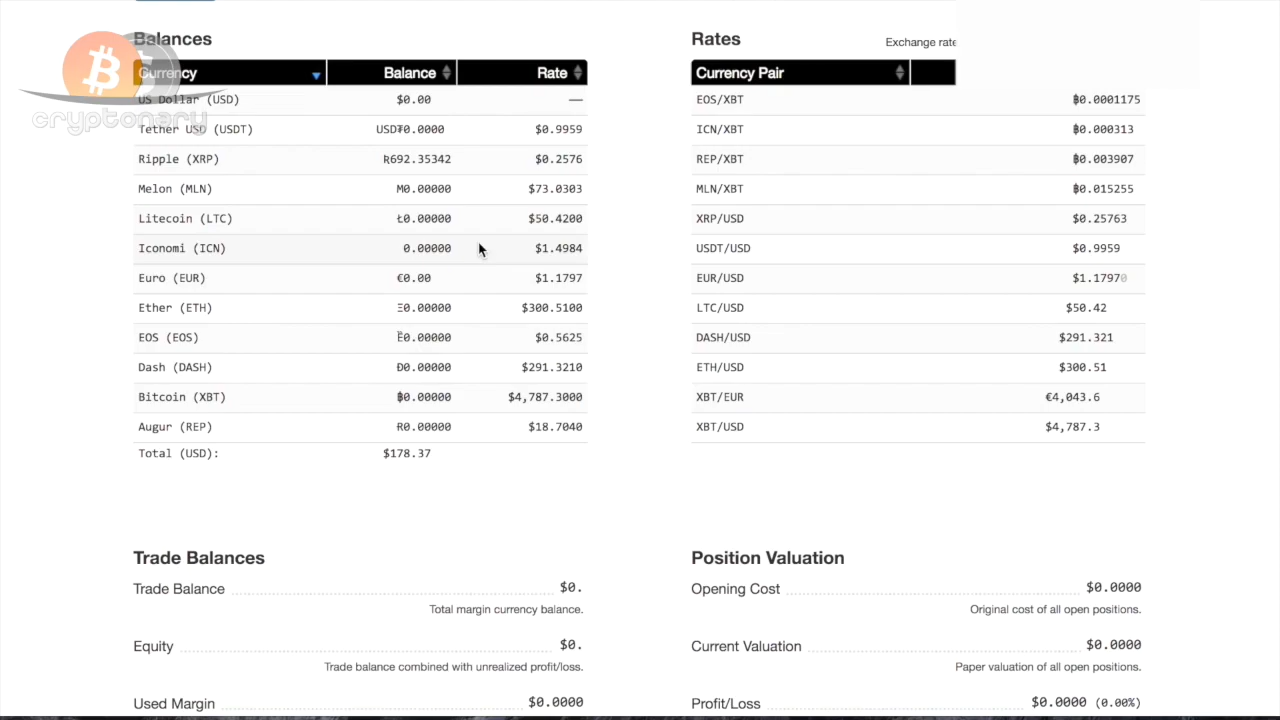 Balances
Currency Balance Rate
US Dollar (USD) $0.00 —
Tether USD (USDT) USD₮0.0000 $0.9959
Ripple (XRP) Ʀ692.35342 $0.2576
Melon (MLN) M0.00000 $73.0303
Litecoin (LTC) Ł0.00000 $50.4200
Iconomi (ICN) 0.00000 $1.4984
Euro (EUR) €0.00 $1.1797
Ether (ETH) Ξ0.00000 $300.5100
EOS (EOS) Ȅ0.00000 $0.5625
Dash (DASH) Đ0.00000 $291.3210
Bitcoin (XBT) ฿0.00000 $4,787.3000
Augur (REP) Ɍ0.00000 $18.7040
Total (USD): $178.37
cryptonary
Rates
Exchange rate
Currency Pair
EOS/XBT ฿0.0001175
ICN/XBT ฿0.000313
REP/XBT ฿0.003907
MLN/XBT ฿0.015255
XRP/USD $0.25763
USDT/USD $0.9959
EUR/USD $1.17970
LTC/USD $50.42
DASH/USD $291.321
ETH/USD $300.51
XBT/EUR €4,043.6
XBT/USD $4,787.3
Trade Balances
Trade Balance $0.
Total margin currency balance.
Equity $0.
Trade balance combined with unrealized profit/loss.
Used Margin $0.0000
Position Valuation
Opening Cost $0.0000
Original cost of all open positions.
Current Valuation $0.0000
Paper valuation of all open positions.
Profit/Loss $0.0000 (0.00%)